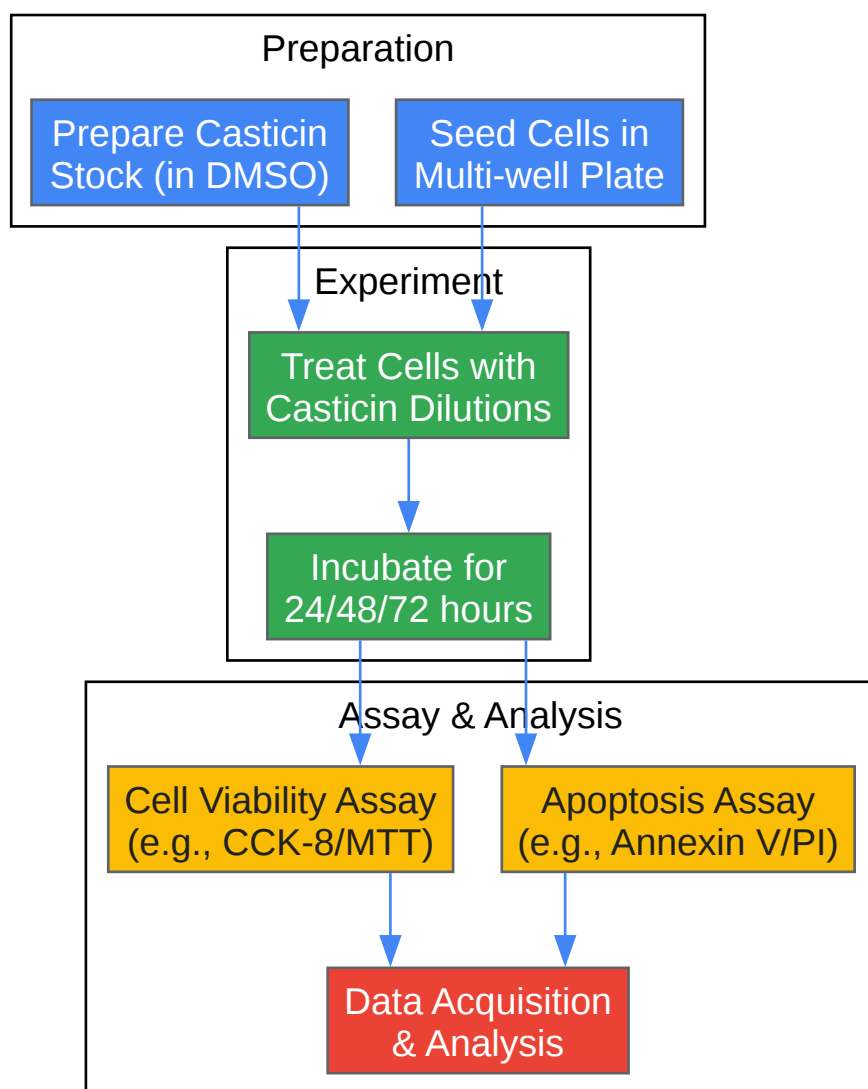 Preparation
Prepare Casticin
Stock (in DMSO)
Seed Cells in
Multi-well Plate
Experiment
Treat Cells with
Casticin Dilutions
Incubate for
24/48/72 hours
Assay & Analysis
Cell Viability Assay
(e.g., CCK-8/MTT)
Apoptosis Assay
(e.g., Annexin V/PI)
Data Acquisition
& Analysis